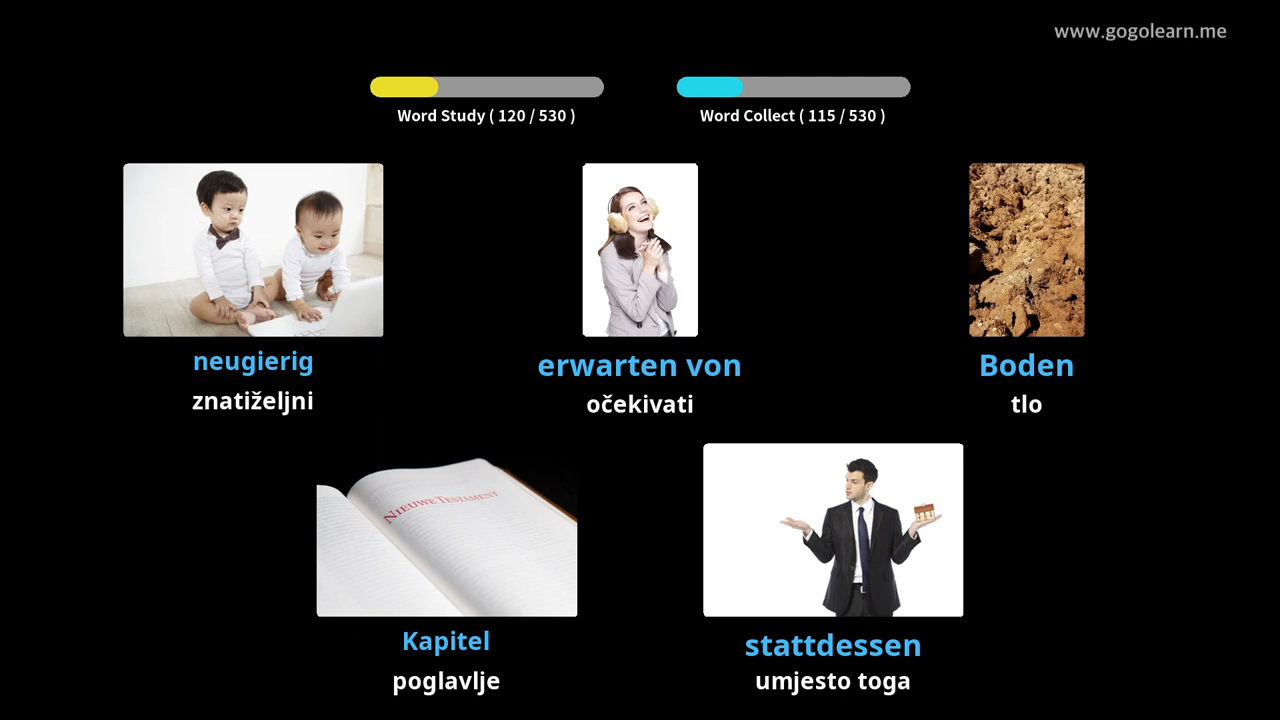 www.gogolearn.me
Word Study ( 120 / 530 )
Word Collect ( 115 / 530 )
neugierig
znatiželjni
erwarten von
očekivati
Boden
tlo
NIEUWE TESTAMENT
Kapitel
poglavlje
stattdessen
umjesto toga